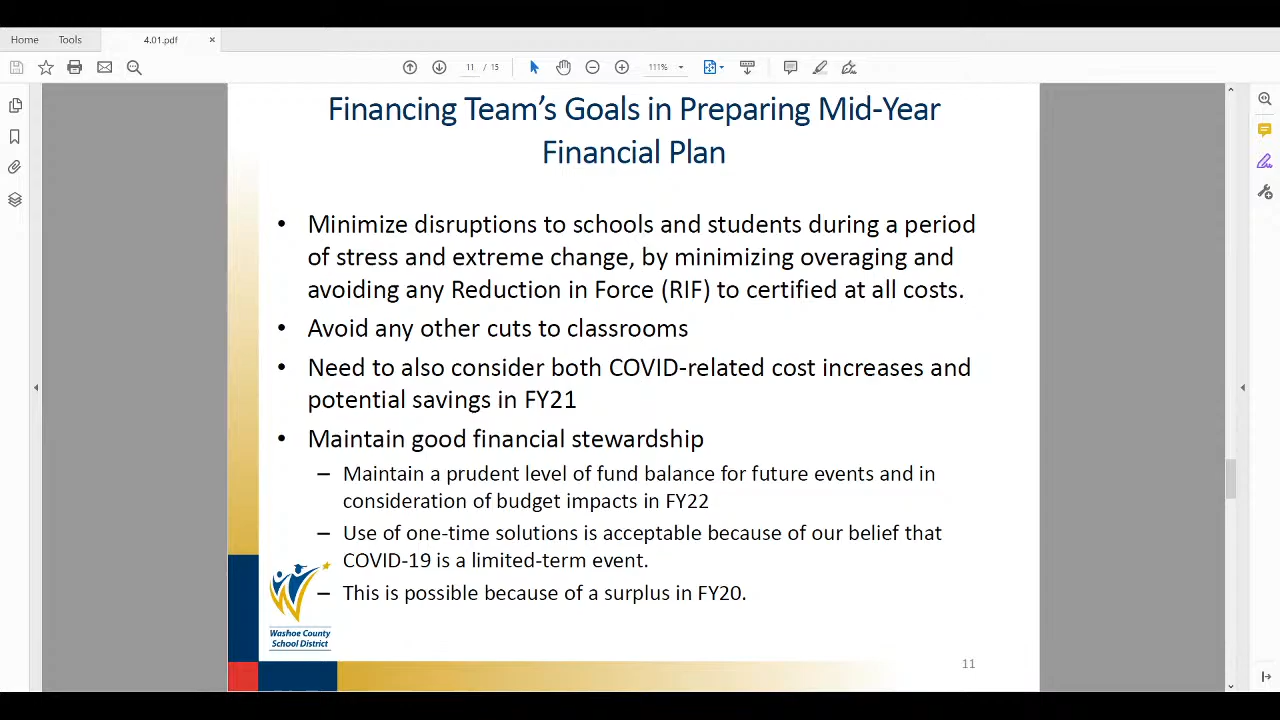 Home Tools 4.01.pdf ×
11 / 15 111%
Financing Team's Goals in Preparing Mid-Year
Financial Plan
• Minimize disruptions to schools and students during a period
of stress and extreme change, by minimizing overaging and
avoiding any Reduction in Force (RIF) to certified at all costs.
• Avoid any other cuts to classrooms
• Need to also consider both COVID-related cost increases and
potential savings in FY21
• Maintain good financial stewardship
– Maintain a prudent level of fund balance for future events and in
consideration of budget impacts in FY22
– Use of one-time solutions is acceptable because of our belief that
COVID-19 is a limited-term event.
– This is possible because of a surplus in FY20.
Washoe County
School District
11